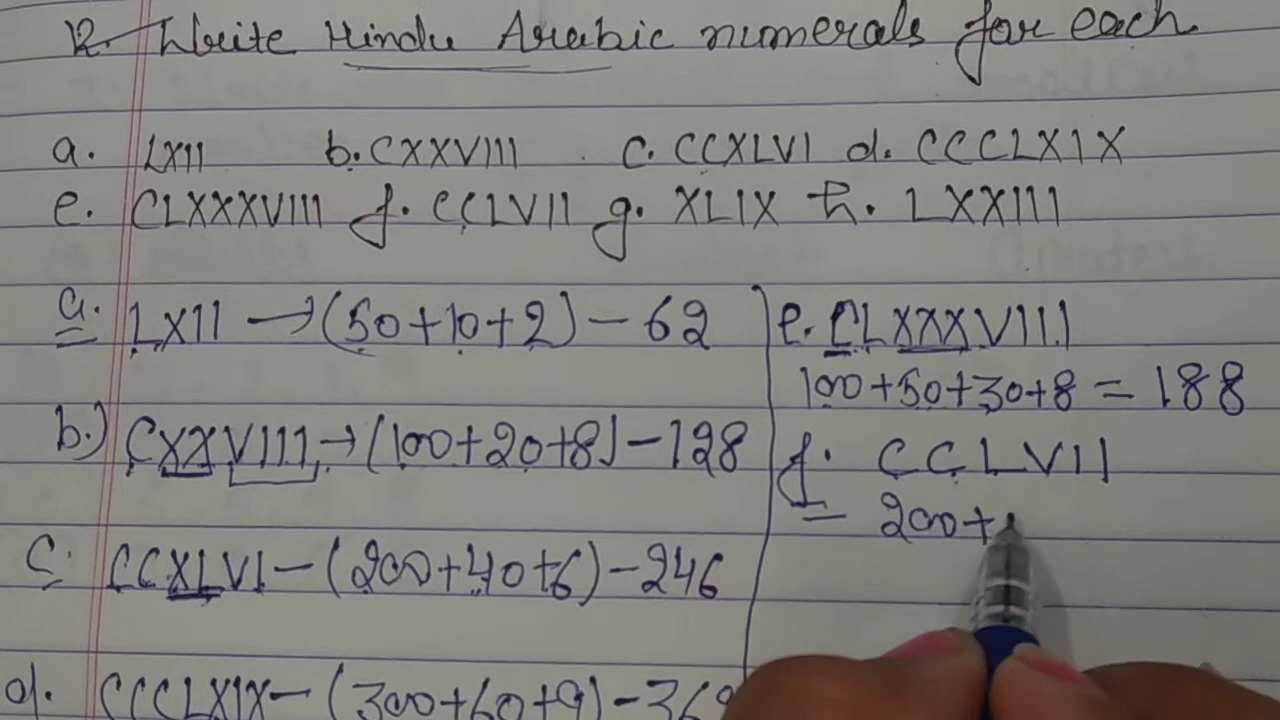 12. Write Hindu Arabic numerals for each
a. LXII b. CXXVIII c. CCXLVI d. CCCLXIX
e. CLXXXVIII f. CCLVII g. XLIX h. LXXIII
a. LXII → (50+10+2) - 62
b.) CXXVIII → (100+20+8) - 128
c. CCXLVI - (200+40+6) - 246
d. CCCLXIX - (300+60+9) - 369
e. CLXXXVIII
100+50+30+8 = 188
f. CCLVII
200+